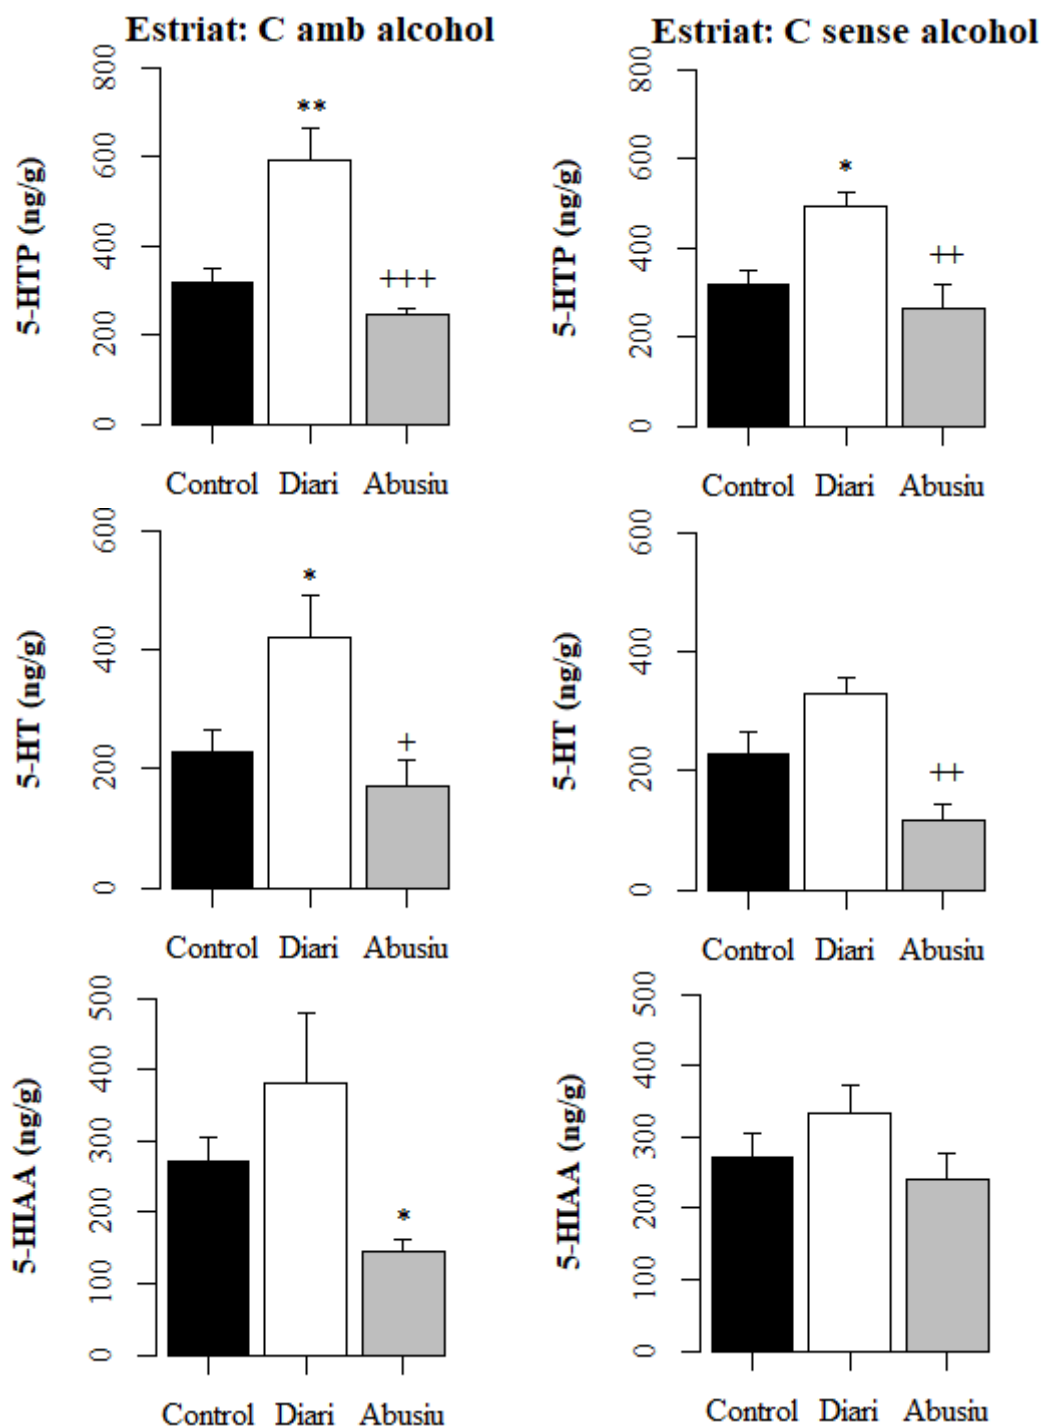 Estriat: C amb alcohol
Estriat: C sense alcohol
5-HTP (ng/g)
800
600
400
200
0
**
+++
Control Diari Abusiu
5-HTP (ng/g)
800
600
400
200
0
*
++
Control Diari Abusiu
5-HT (ng/g)
600
400
200
0
*
+
Control Diari Abusiu
5-HT (ng/g)
600
400
200
0
++
Control Diari Abusiu
5-HIAA (ng/g)
500
400
300
200
100
0
*
Control Diari Abusiu
5-HIAA (ng/g)
500
400
300
200
100
0
Control Diari Abusiu